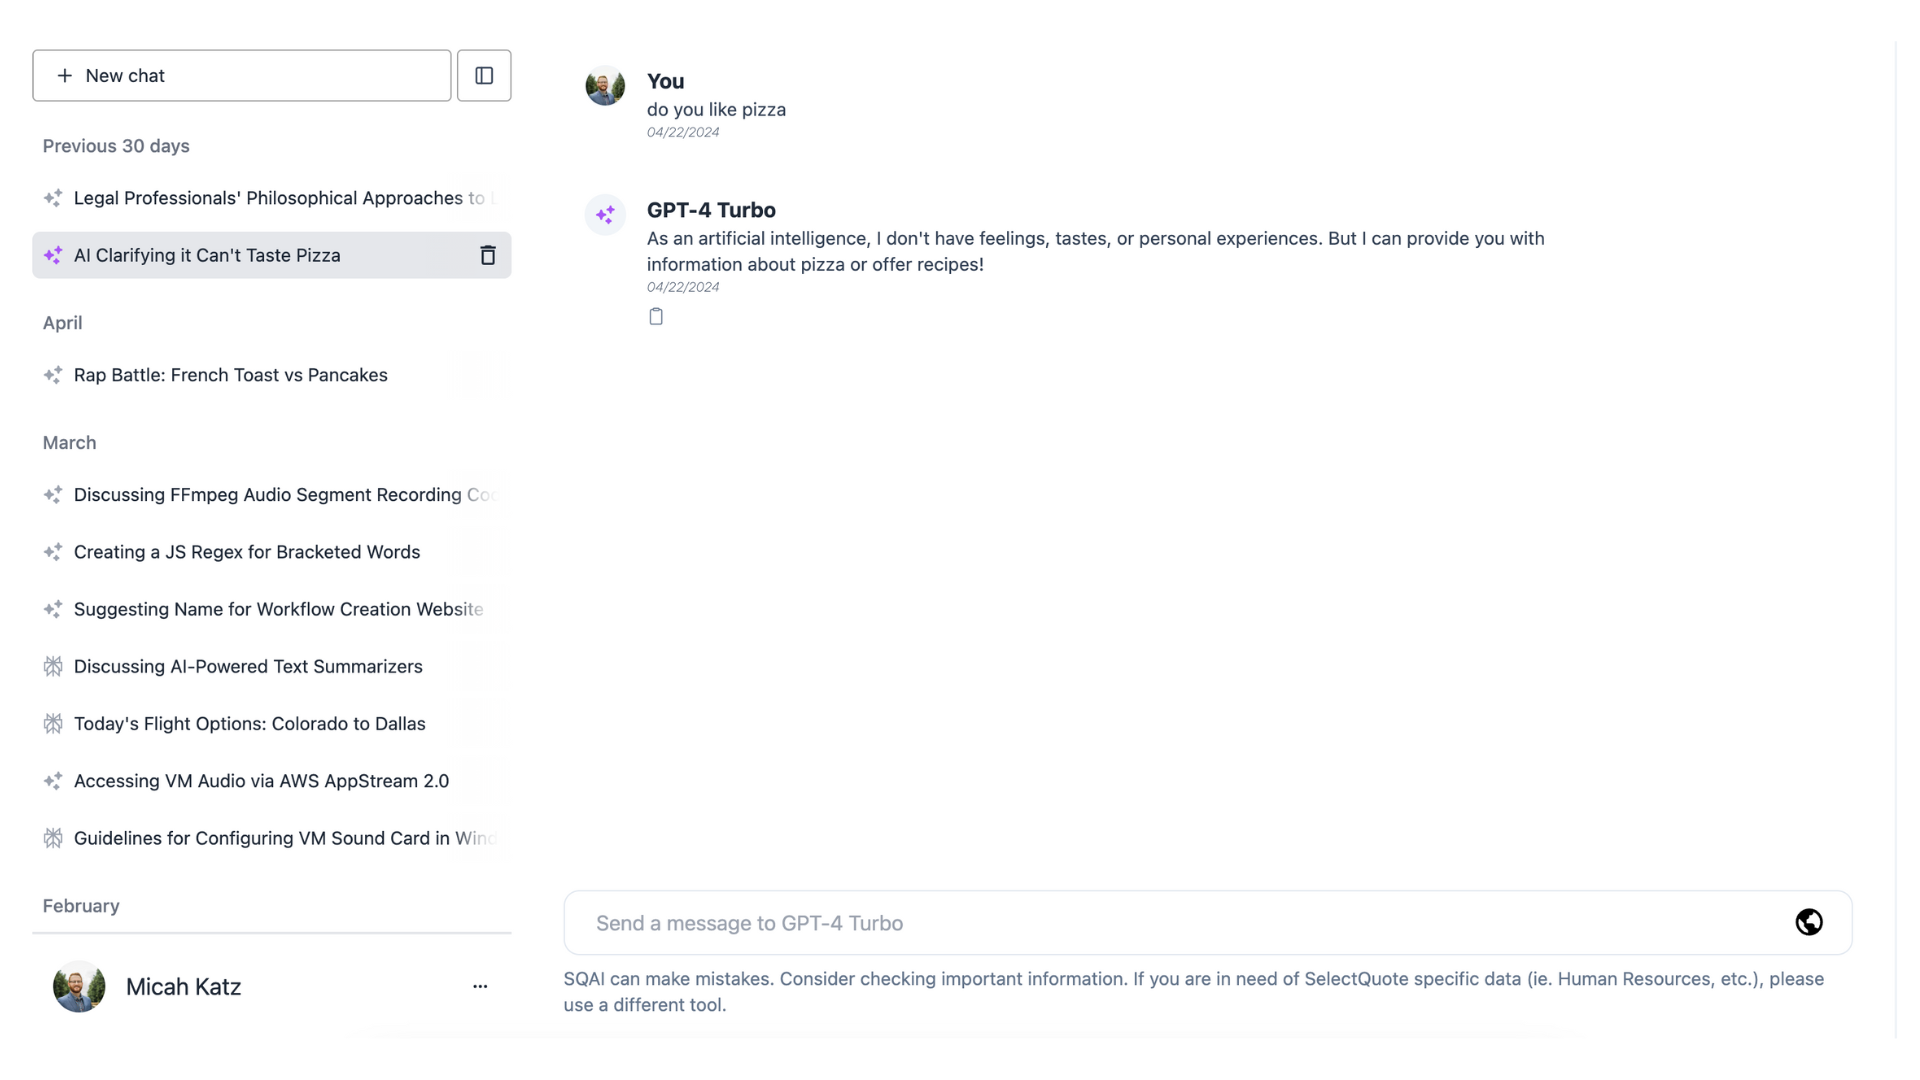 New chat
Previous 30 days
Legal Professionals' Philosophical Approaches to
AI Clarifying it Can't Taste Pizza
April
Rap Battle: French Toast vs Pancakes
March
Discussing FFmpeg Audio Segment Recording
Creating a JS Regex for Bracketed Words
Suggesting Name for Workflow Creation Website
Discussing AI-Powered Text Summarizers
Today's Flight Options: Colorado to Dallas
Accessing VM Audio via AWS AppStream 2.0
Guidelines for Configuring VM Sound Card in
February
Micah Katz
You
do you like pizza
04/22/2024
GPT-4 Turbo
As an artificial intelligence, I don't have feelings, tastes, or personal experiences. But I can provide you with
information about pizza or offer recipes!
04/22/2024
Send a message to GPT-4 Turbo
SQAI can make mistakes. Consider checking important information. If you are in need of SelectQuote specific data (ie. Human Resources, etc.), please
use a different tool.